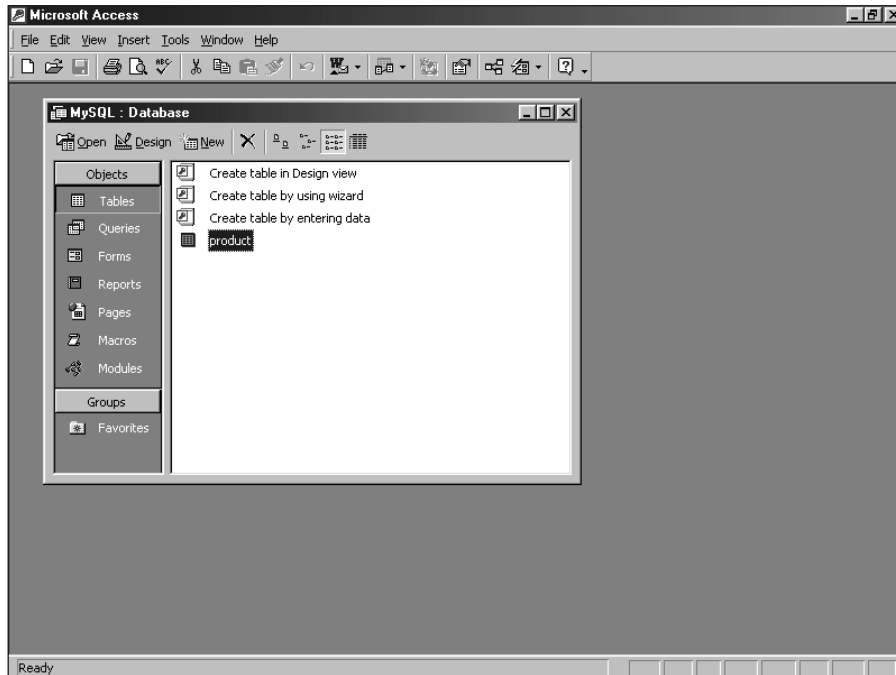 Microsoft Access
File Edit View Insert Tools Window Help
MySQL : Database
Open Design New
Objects
Tables
Queries
Forms
Reports
Pages
Macros
Modules
Groups
Favorites
Create table in Design view
Create table by using wizard
Create table by entering data
product
Ready